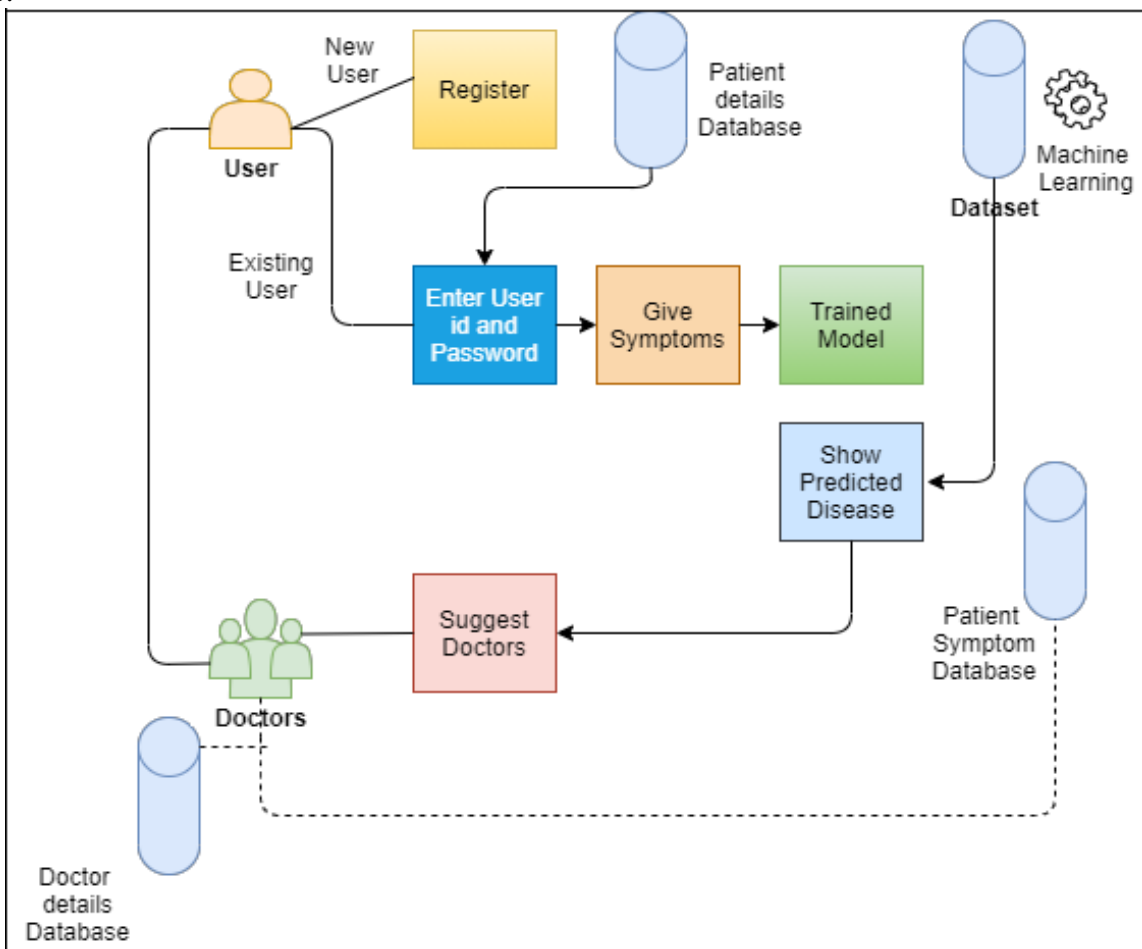 New
User
Register
Patient
details
Database
Machine
Learning
User
Dataset
Existing
User
Enter User
id and
Password
Give
Symptoms
Trained
Model
Show
Predicted
Disease
Suggest
Doctors
Patient
Symptom
Database
Doctors
Doctor
details
Database